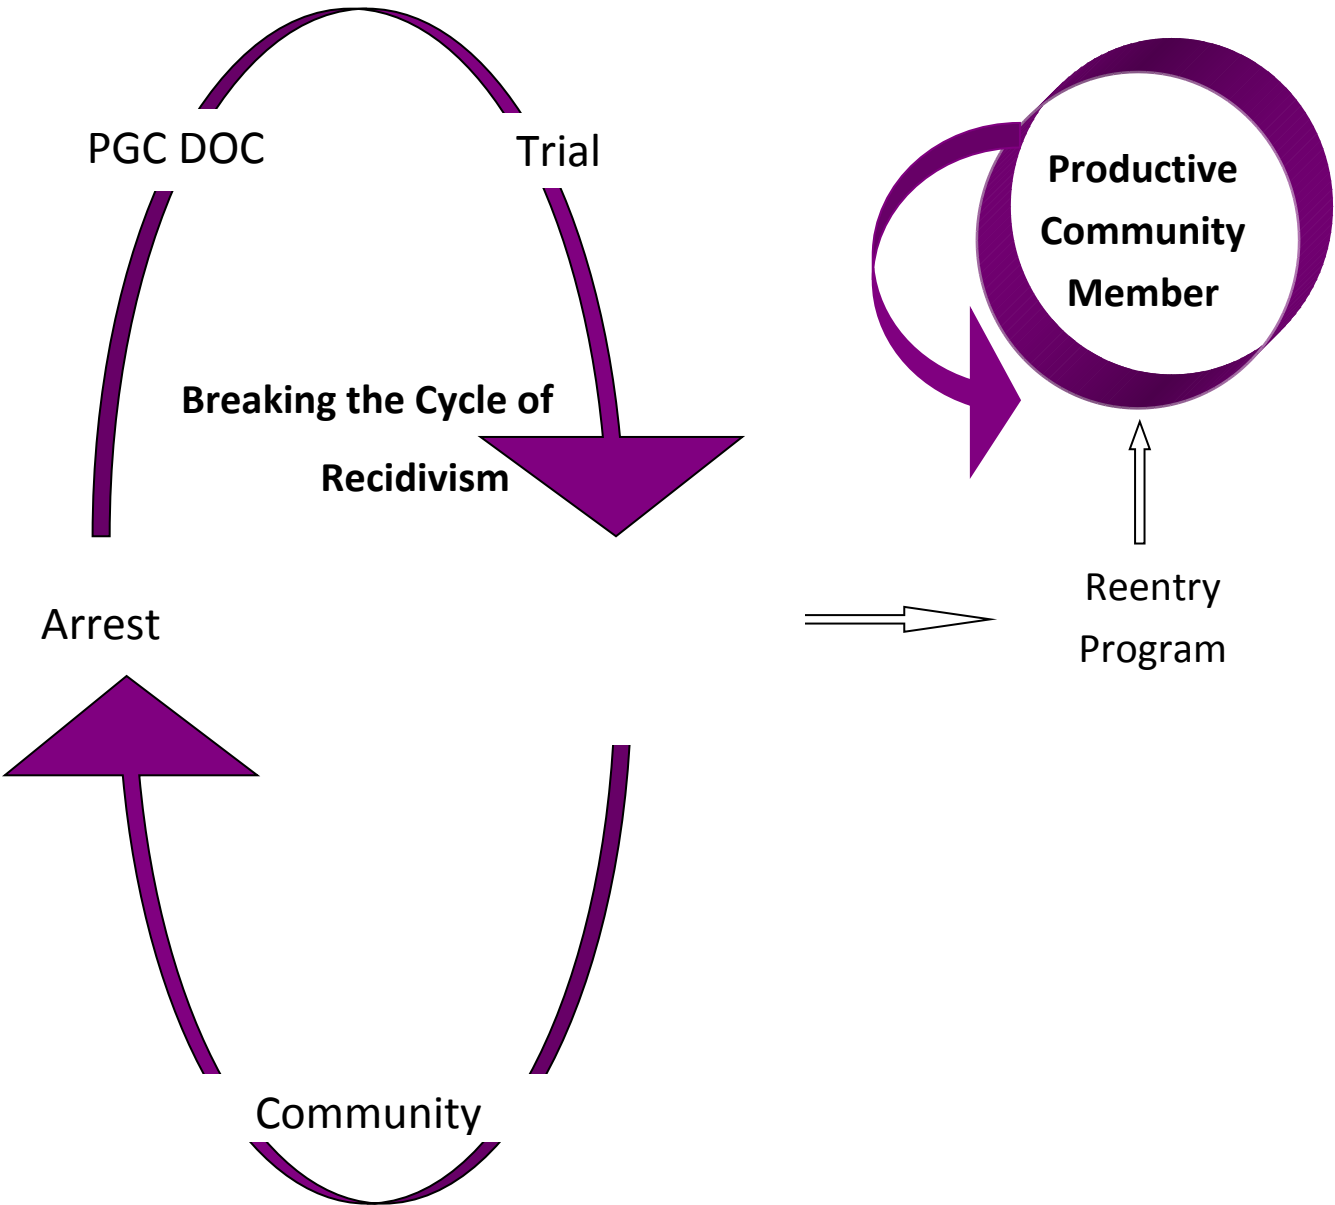 PGC DOC
Trial
Breaking the Cycle of
Recidivism
Arrest
Community
Productive
Community
Member
Reentry
Program